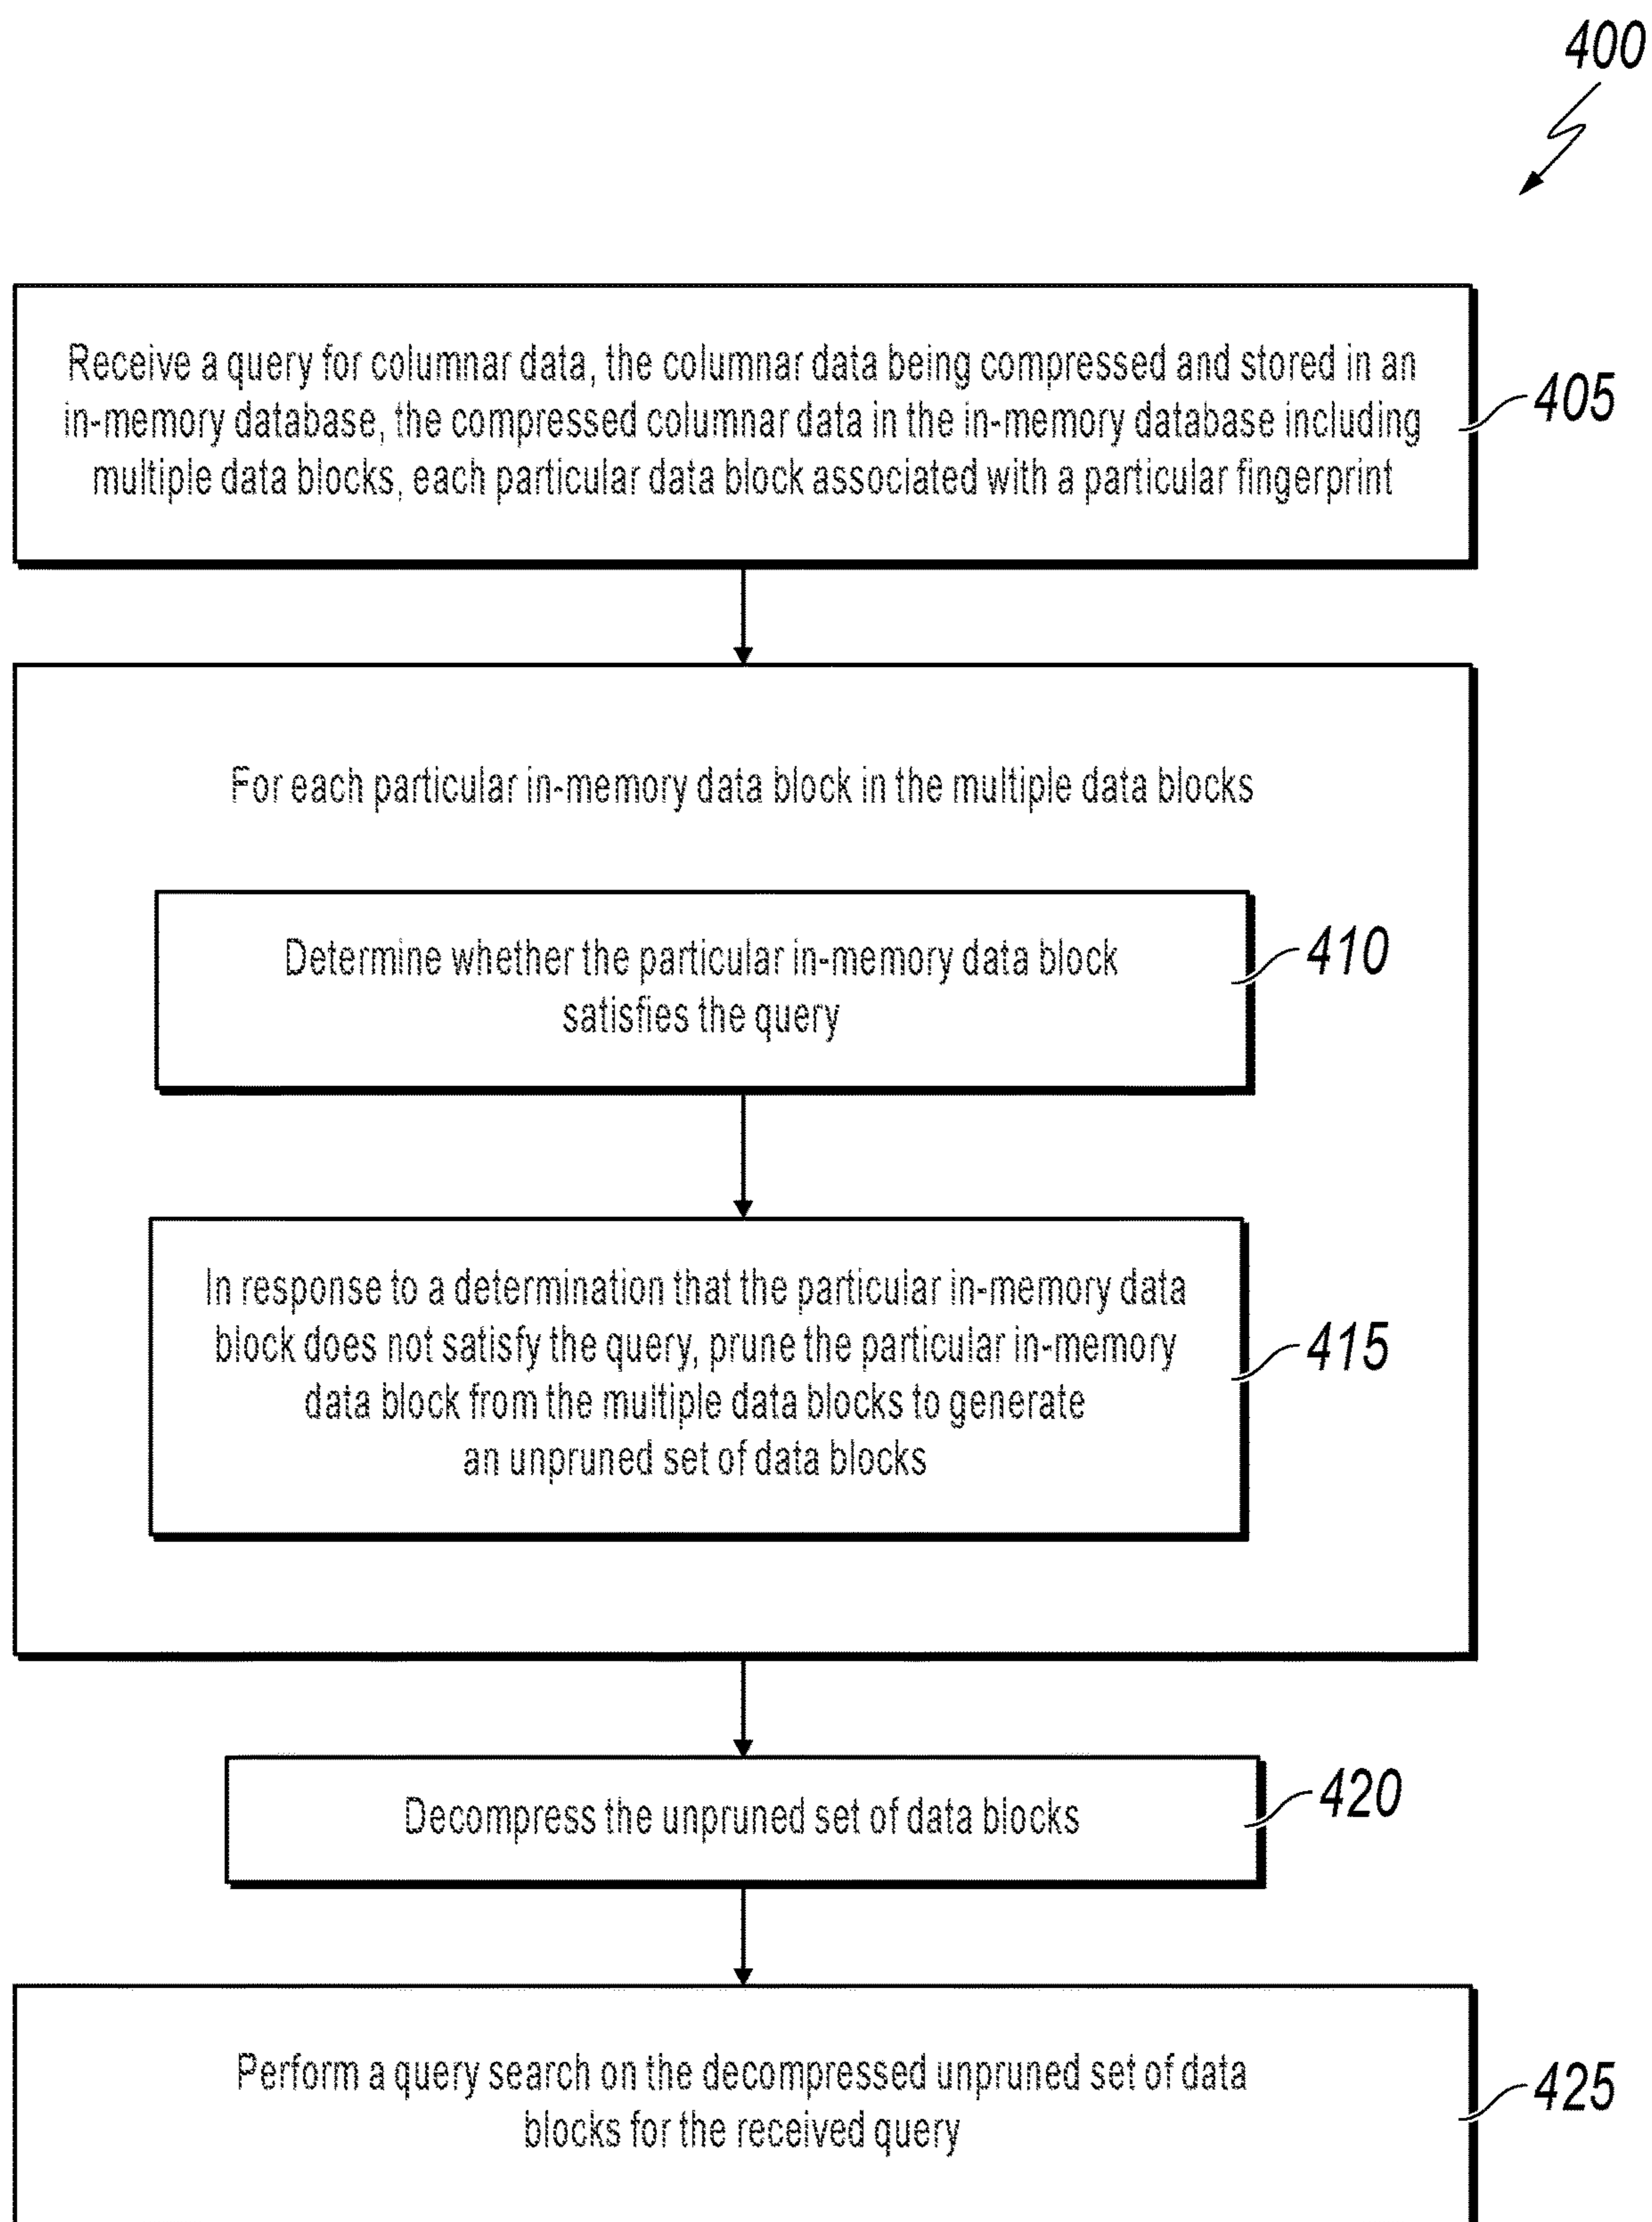 400
Receive a query for columnar data, the columnar data being compressed and stored in an
in-memory database, the compressed columnar data in the in-memory database including
multiple data blocks, each particular data block associated with a particular fingerprint
405
For each particular in-memory data block in the multiple data blocks
Determine whether the particular in-memory data block
satisfies the query
410
In response to a determination that the particular in-memory data
block does not satisfy the query, prune the particular in-memory
data block from the multiple data blocks to generate
an unpruned set of data blocks
415
Decompress the unpruned set of data blocks
420
Perform a query search on the decompressed unpruned set of data
blocks for the received query
425